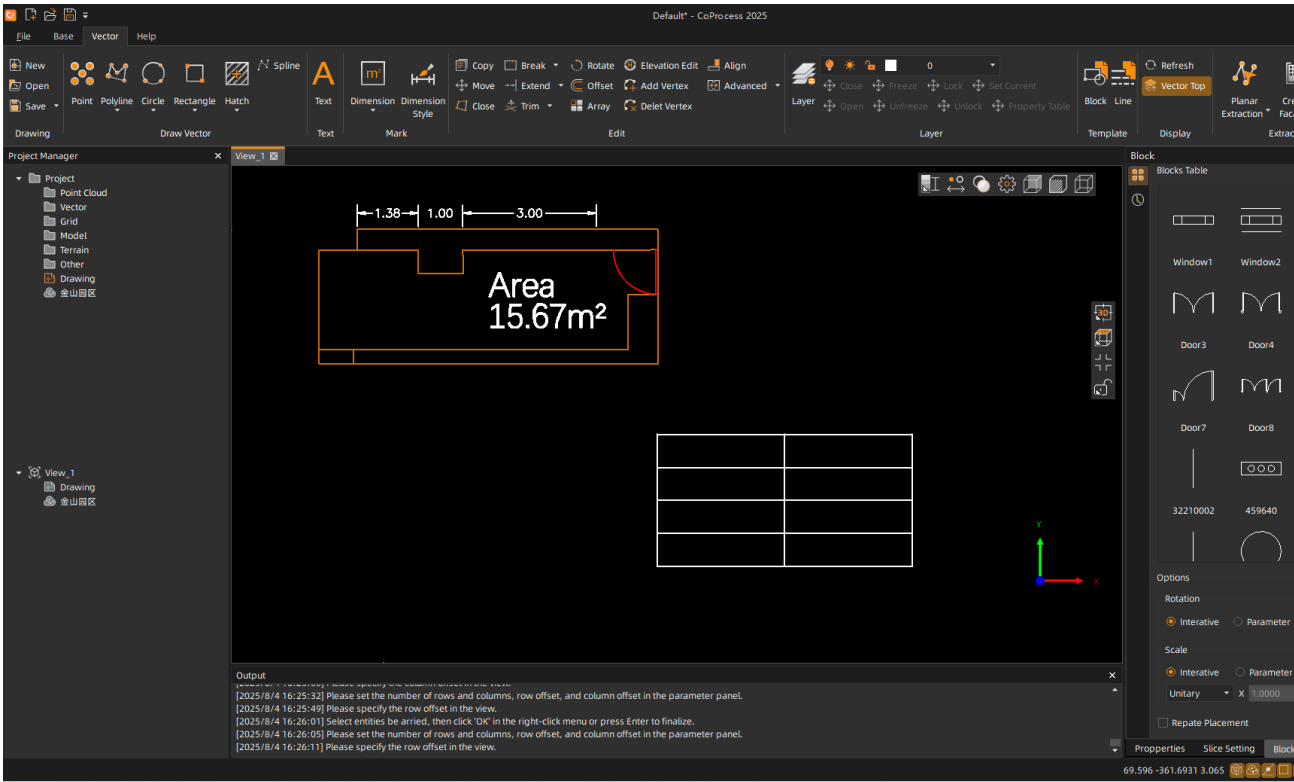 Default* - CoProcess 2025
File Base Vector Help
New
Open
Save
Drawing
Point Polyline Circle Rectangle Hatch
Spline
Draw Vector
Text
Text
Dimension Dimension Style
Mark
Copy Break Rotate Elevation Edit Align
Move Extend Offset Add Vertex Advanced
Close Trim Array Delet Vertex
Edit
Layer
0
Close Freeze Lock Set Current
Open Unfreeze Unlock Property Table
Layer
Block Line
Template
Refresh
Vector Top
Display
Planar
Extraction
Project Manager
Project
Point Cloud
Vector
Grid
Model
Terrain
Other
Drawing
金山园区
View_1
Drawing
金山园区
View_1
1.38 1.00 3.00
Area
15.67m²
3D
Y
X
Block
Blocks Table
Window1 Window2
Door3 Door4
Door7 Door8
32210002 459640
Options
Rotation
Interative Parameter
Scale
Interative Parameter
Unitary X 1.0000
Repate Placement
Propperties Slice Setting Block
Output
[2025/8/4 16:25:32] Please set the number of rows and columns, row offset, and column offset in the parameter panel.
[2025/8/4 16:25:49] Please specify the row offset in the view.
[2025/8/4 16:26:01] Select entities be arried, then click 'OK' in the right-click menu or press Enter to finalize.
[2025/8/4 16:26:05] Please set the number of rows and columns, row offset, and column offset in the parameter panel.
[2025/8/4 16:26:11] Please specify the row offset in the view.
69.596 -361.6931 3.065